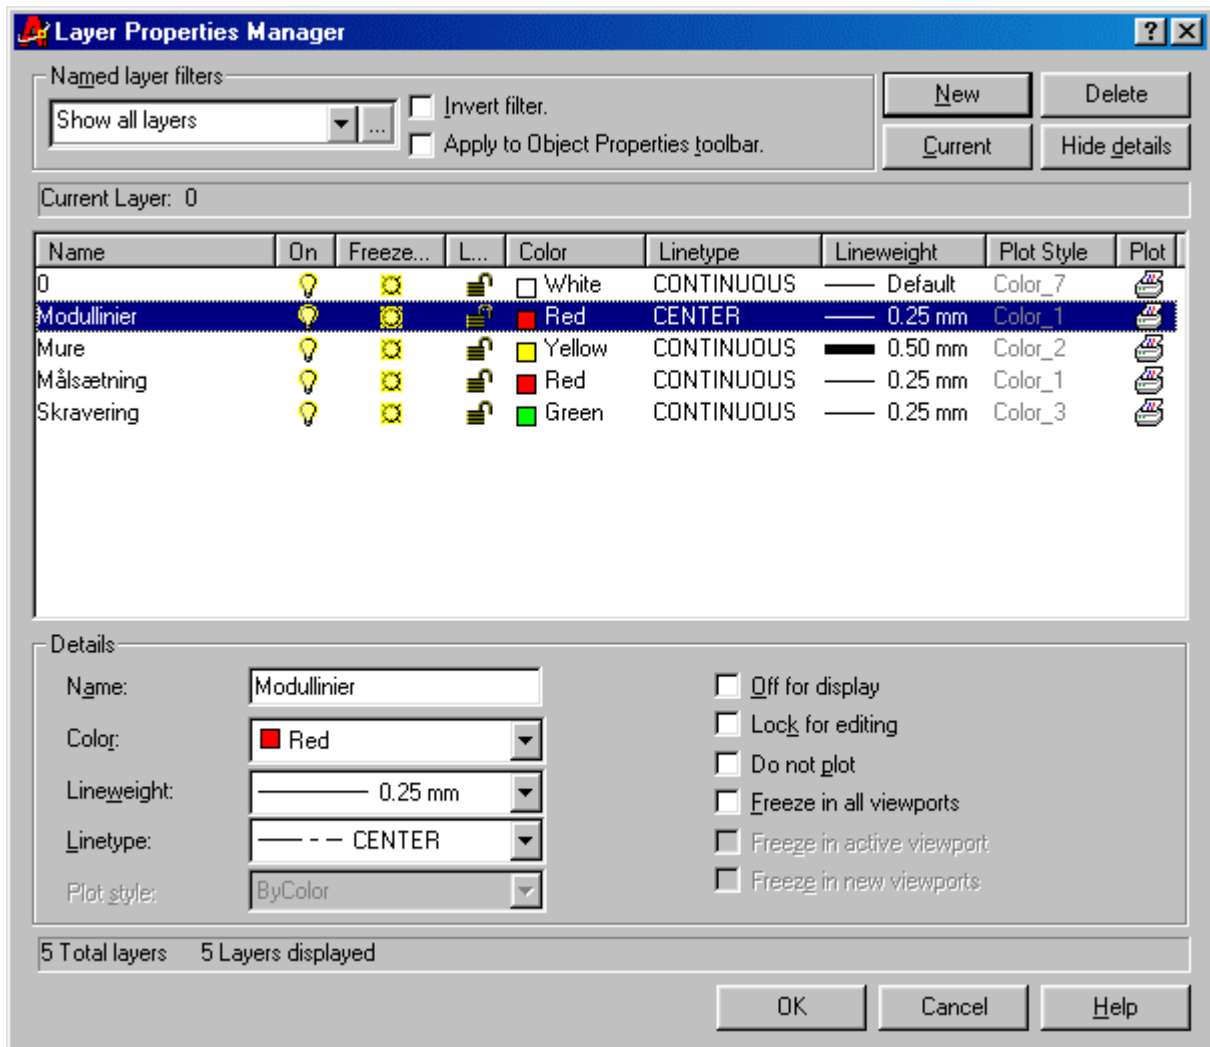 Layer Properties Manager
Named layer filters
Show all layers
...
Invert filter.
Apply to Object Properties toolbar.
New
Delete
Current
Hide details
Current Layer: 0
Name On Freeze... L... Color Linetype Lineweight Plot Style Plot
0 White CONTINUOUS Default Color_7
Modullinier Red CENTER 0.25 mm Color_1
Mure Yellow CONTINUOUS 0.50 mm Color_2
Målsætning Red CONTINUOUS 0.25 mm Color_1
Skravering Green CONTINUOUS 0.25 mm Color_3
Details
Name: Modullinier
Color: Red
Lineweight: 0.25 mm
Linetype: CENTER
Plot style: ByColor
Off for display
Lock for editing
Do not plot
Freeze in all viewports
Freeze in active viewport
Freeze in new viewports
5 Total layers 5 Layers displayed
OK Cancel Help